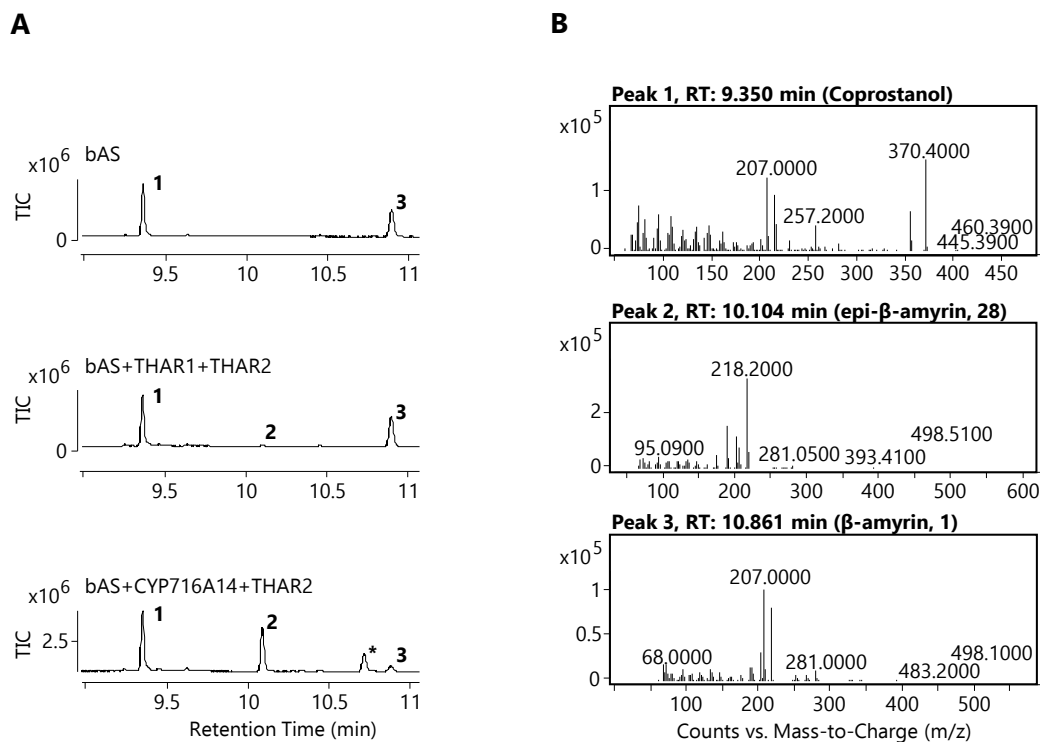 A
bAS
x10 6
TIC
1
3
0
9.5
10
10.5
11
bAS+THAR1+THAR2
x10 6
TIC
1
2
3
0
9.5
10
10.5
11
bAS+CYP716A14+THAR2
x10 6
TIC
2.5
1
2
*
3
9.5
10
10.5
11
Retention Time (min)
B
Peak 1, RT: 9.350 min (Coprostanol)
x10 5
1
0
207.0000
257.2000
370.4000
460.3900
445.3900
100 150 200 250 300 350 400 450
Peak 2, RT: 10.104 min (epi-β-amyrin, 28)
x10 5
2
0
218.2000
95.0900
281.0500
393.4100
498.5100
100 200 300 400 500 600
Peak 3, RT: 10.861 min (β-amyrin, 1)
x10 5
1
0.5
0
207.0000
68.0000
281.0000
498.1000
483.2000
100 200 300 400 500
Counts vs. Mass-to-Charge (m/z)